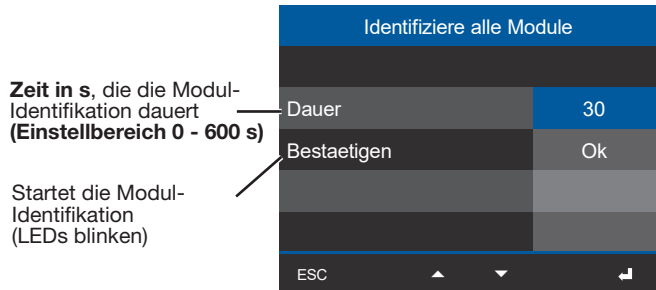 Identifiziere alle Module
Zeit in s, die die Modul-
Identifikation dauert
(Einstellbereich 0 - 600 s)
Dauer 30
Bestaetigen Ok
Startet die Modul-
Identifikation
(LEDs blinken)
ESC